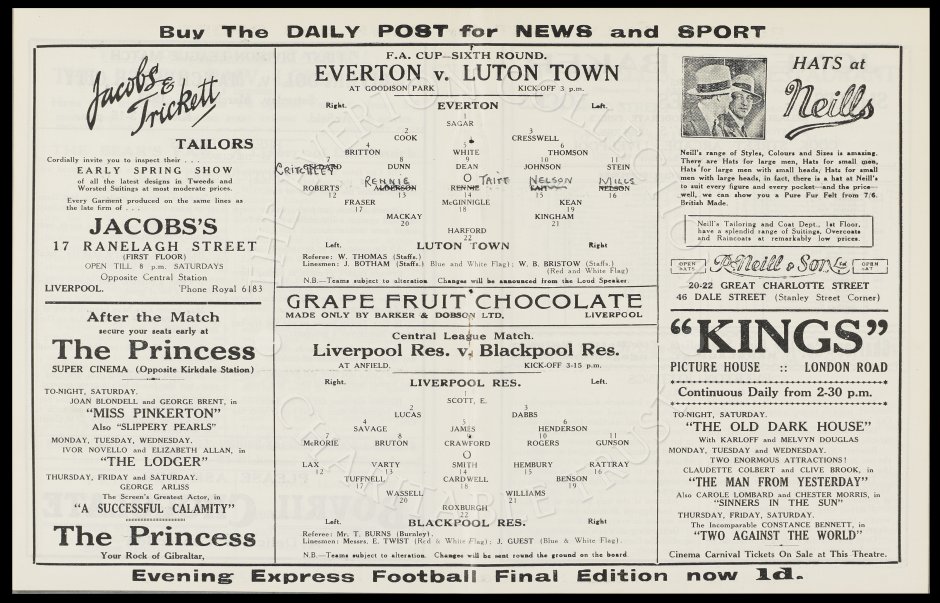 Buy The DAILY POST for NEWS and SPORT
Jacobs & Trickett
TAILORS
Cordially invite you to inspect their . . .
EARLY SPRING SHOW
of all the latest designs in Tweeds and
Worsted Suitings at most moderate prices.
Every Garment produced on the same lines as
the late firm of . . .
JACOBS'S
17 RANELAGH STREET
(FIRST FLOOR)
OPEN TILL 8 p.m. SATURDAYS
Opposite Central Station
LIVERPOOL. 'Phone Royal 6183
After the Match
secure your seats early at
The Princess
SUPER CINEMA (Opposite Kirkdale Station)
TO-NIGHT, SATURDAY.
JOAN BLONDELL and GEORGE BRENT, in
"MISS PINKERTON"
Also "SLIPPERY PEARLS"
MONDAY, TUESDAY, WEDNESDAY.
IVOR NOVELLO and ELIZABETH ALLAN, in
"THE LODGER"
THURSDAY, FRIDAY and SATURDAY.
GEORGE ARLISS
The Screen's Greatest Actor, in
"A SUCCESSFUL CALAMITY"
The Princess
Your Rock of Gibraltar,
F.A. CUP—SIXTH ROUND.
EVERTON v. LUTON TOWN
AT GOODISON PARK KICK-OFF 3 p.m.
Right. EVERTON Left.
1
SAGAR
2 3
COOK CRESSWELL
4 5 6
BRITTON WHITE THOMSON
7 8 9 10 11
CRITCHLEY DUNN DEAN JOHNSON STEIN
O
RENNIE TAIT NELSON MILLS
ROBERTS ALDERSON RENNIE TAIT NELSON
12 13 14 15 16
FRASER McGINNIGLE KEAN
17 18 19
MACKAY KINGHAM
20 21
HARFORD
22
Left. LUTON TOWN Right
Referee: W. THOMAS (Staffs.)
Linesmen: J. BOTHAM (Staffs.) (Blue and White Flag); W. B. BRISTOW (Staffs.)
(Red and White Flag)
N.B.—Teams subject to alteration. Changes will be announced from the Loud Speaker.
GRAPE FRUIT CHOCOLATE
MADE ONLY BY BARKER & DOBSON LTD. LIVERPOOL
Central League Match.
Liverpool Res. v. Blackpool Res.
AT ANFIELD. KICK-OFF 3-15 p.m.
Right. LIVERPOOL RES. Left.
SCOTT, E.
2 3
LUCAS DABBS
4 5 6
SAVAGE JAMES HENDERSON
7 8 9 10 11
McRORIE BRUTON CRAWFORD ROGERS GUNSON
O
LAX VARTY SMITH HEMBURY RATTRAY
12 13 14 15 16
TUFFNELL CARDWELL BENSON
17 18 19
WASSELL WILLIAMS
20 21
ROXBURGH
22
Left. BLACKPOOL RES. Right
Referee: Mr. T. BURNS (Burnley).
Linesmen: Messes. E. TWIST (Red & White Flag); J. GUEST (Blue & White Flag).
N.B.—Teams subject to alteration. Changes will be sent round the ground on the board
HATS at
Neills
Neill's range of Styles, Colours and Sizes is amazing.
There are Hats for large men, Hats for small men,
Hats for large men with small heads, Hats for small
men with large heads, in fact, there is a hat at Neill's
to suit every figure and every pocket—and the price—
well, we can show you a Pure Fur Felt from 7/6.
British Made.
Neill's Tailoring and Coat Dept., 1st Floor,
have a splendid range of Suitings, Overcoats
and Raincoats at remarkably low prices.
Neill & Son Ltd
20-22 GREAT CHARLOTTE STREET
46 DALE STREET (Stanley Street Corner)
"KINGS"
PICTURE HOUSE :: LONDON ROAD
Continuous Daily from 2-30 p.m.
TO-NIGHT, SATURDAY.
"THE OLD DARK HOUSE"
With KARLOFF and MELVYN DOUGLAS
MONDAY, TUESDAY and WEDNESDAY.
TWO ENORMOUS ATTRACTIONS!
CLAUDETTE COLBERT and CLIVE BROOK, in
"THE MAN FROM YESTERDAY"
Also CAROLE LOMBARD and CHESTER MORRIS, in
"SINNERS IN THE SUN"
THURSDAY, FRIDAY, SATURDAY.
The Incomparable CONSTANCE BENNETT, in
"TWO AGAINST THE WORLD"
Cinema Carnival Tickets On Sale at This Theatre.
Evening Express Football Final Edition now 1d.